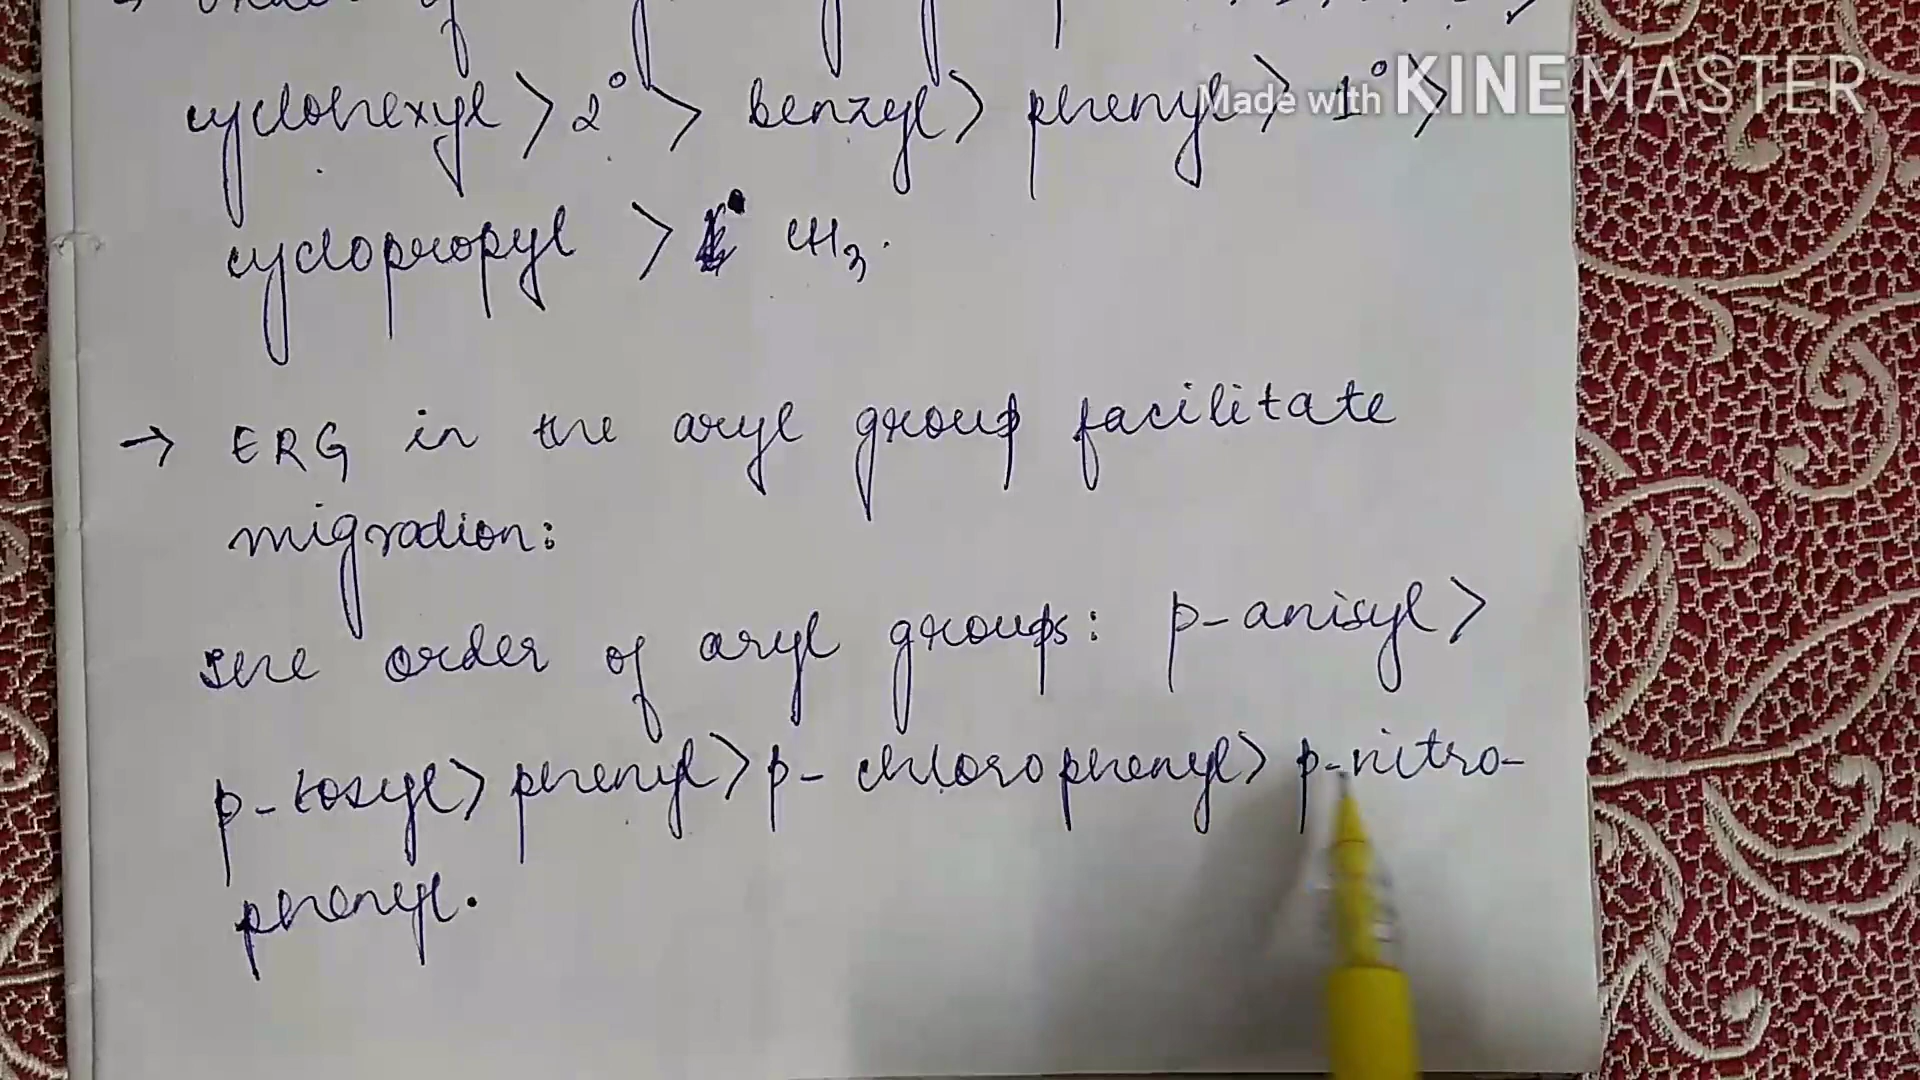 of
cyclohexyl > 2° > benzyl > phenyl > 1° >
Made with KINEMASTER
cyclopropyl > CH3.
→ ERG in the aryl group facilitate
migration:
The order of aryl groups: p-anisyl >
p-tosyl > phenyl > p-chlorophenyl > p-nitro-
phenyl.